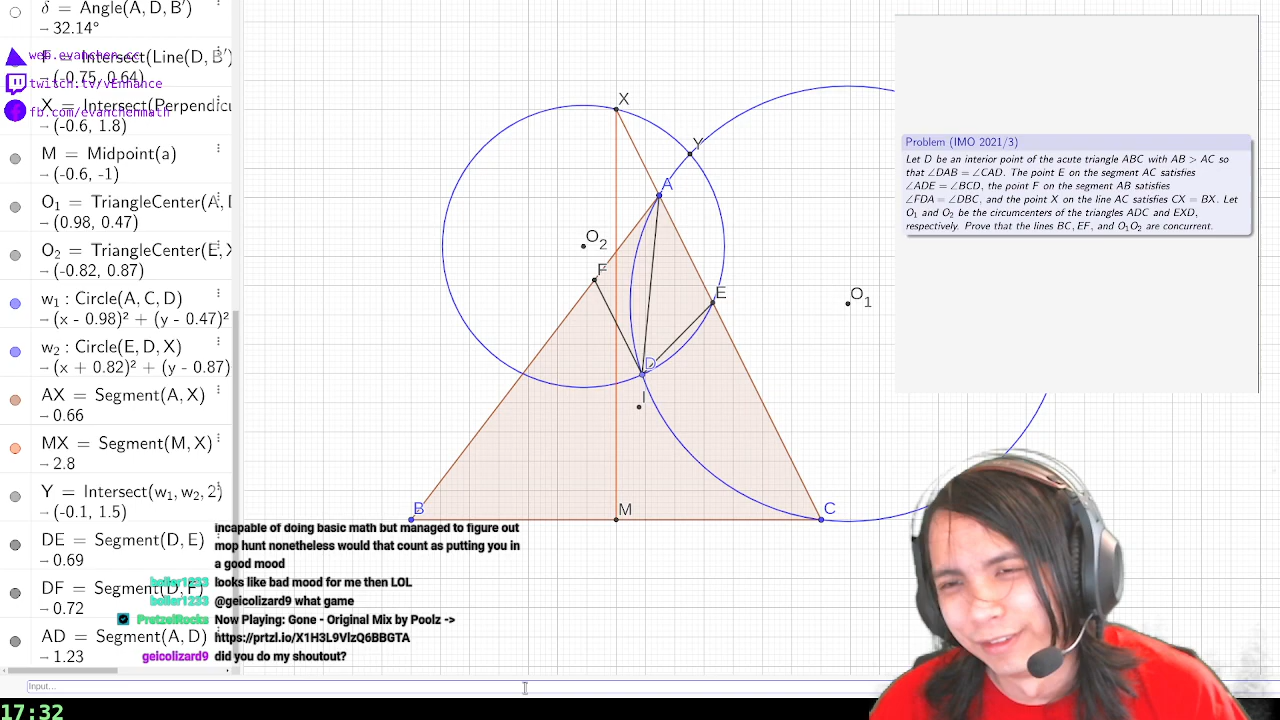 δ = Angle(A, D, B′)
→ 32.14°
F = Intersect(Line(D, B′)
→ (-0.75, 0.64)
X = Intersect(Perpendicu
→ (-0.6, 1.8)
M = Midpoint(a)
→ (-0.6, -1)
O₁ = TriangleCenter(A, D
→ (0.98, 0.47)
O₂ = TriangleCenter(E, X
→ (-0.82, 0.87)
w₁ : Circle(A, C, D)
→ (x - 0.98)² + (y - 0.47)²
w₂ : Circle(E, D, X)
→ (x + 0.82)² + (y - 0.87)
AX = Segment(A, X)
→ 0.66
MX = Segment(M, X)
→ 2.8
Y = Intersect(w₁, w₂, 2)
→ (-0.1, 1.5)
DE = Segment(D, E)
→ 0.69
DF = Segment(D, F)
→ 0.72
AD = Segment(A, D)
→ 1.23
Input...
17:32
web.evanchen.cc
twitch.tv/vEnhance
fb.com/evanchenmath
X
Y
A
O₂
F
E
O₁
D
I
B
M
C
Problem (IMO 2021/3)
Let D be an interior point of the acute triangle ABC with AB > AC so
that ∠DAB = ∠CAD. The point E on the segment AC satisfies
∠ADE = ∠BCD, the point F on the segment AB satisfies
∠FDA = ∠DBC, and the point X on the line AC satisfies CX = BX. Let
O₁ and O₂ be the circumcenters of the triangles ADC and EXD,
respectively. Prove that the lines BC, EF, and O₁O₂ are concurrent.
incapable of doing basic math but managed to figure out
mop hunt nonetheless would that count as putting you in
a good mood
boiler1233 looks like bad mood for me then LOL
boiler1233 @geicolizard9 what game
PretzelRocks Now Playing: Gone - Original Mix by Poolz ->
https://prtzl.io/X1H3L9VlzQ6BBGTA
geicolizard9 did you do my shoutout?